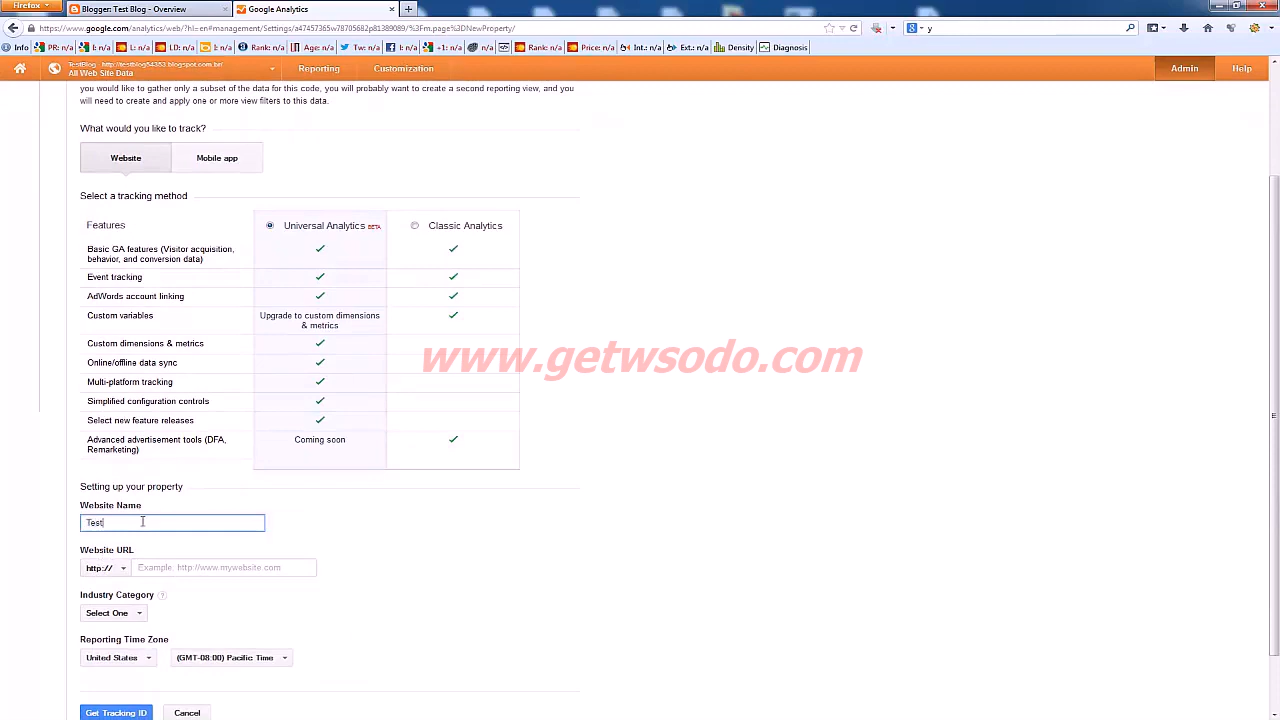 Firefox
Blogger: Test Blog - Overview
Google Analytics
https://www.google.com/analytics/web/?hl=en#management/Settings/a47457365w78705682p81389089/%3Fm.page%3DNewProperty/
y
Info
PR: n/a
I: n/a
L: n/a
LD: n/a
I: n/a
Rank: n/a
Age: n/a
Tw: n/a
l: n/a
+1: n/a
n/a
Rank: n/a
Price: n/a
Int.: n/a
Ext.: n/a
Density
Diagnosis
TestBlog - http://testblog54353.blogspot.com.br/
All Web Site Data
Reporting
Customization
Admin
Help
you would like to gather only a subset of the data for this code, you will probably want to create a second reporting view, and you
will need to create and apply one or more view filters to this data.
What would you like to track?
Website
Mobile app
Select a tracking method
Features
Universal Analytics BETA
Classic Analytics
Basic GA features (Visitor acquisition,
behavior, and conversion data)
Event tracking
AdWords account linking
Custom variables
Upgrade to custom dimensions
& metrics
Custom dimensions & metrics
Online/offline data sync
www.getwsodo.com
Multi-platform tracking
Simplified configuration controls
Select new feature releases
Advanced advertisement tools (DFA,
Remarketing)
Coming soon
Setting up your property
Website Name
Test
Website URL
http://
Example: http://www.mywebsite.com
Industry Category ?
Select One
Reporting Time Zone
United States
(GMT-08:00) Pacific Time
Get Tracking ID
Cancel